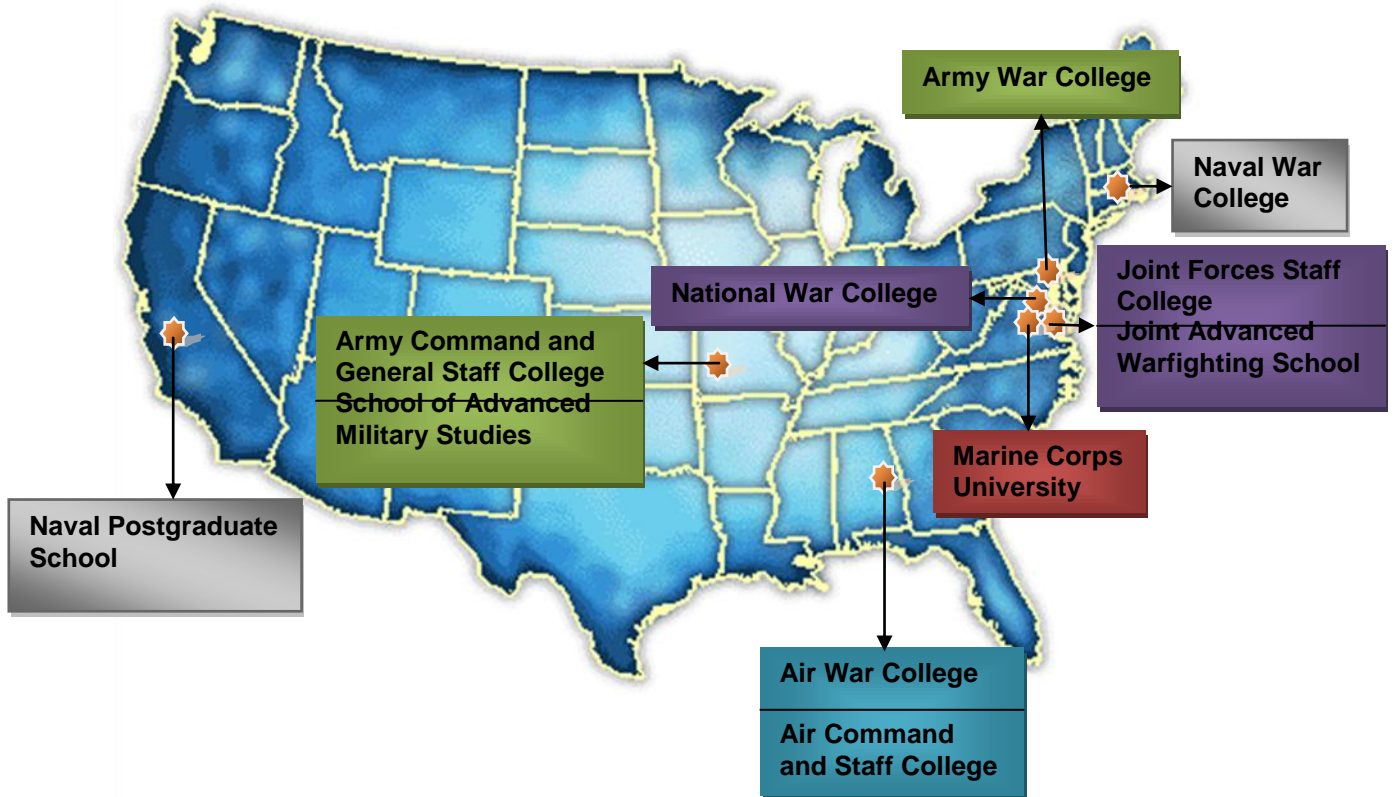 Army War College
Naval War
College
National War College
Joint Forces Staff
College
Joint Advanced
Warfighting School
Army Command and
General Staff College
School of Advanced
Military Studies
Marine Corps
University
Naval Postgraduate
School
Air War College
Air Command
and Staff College